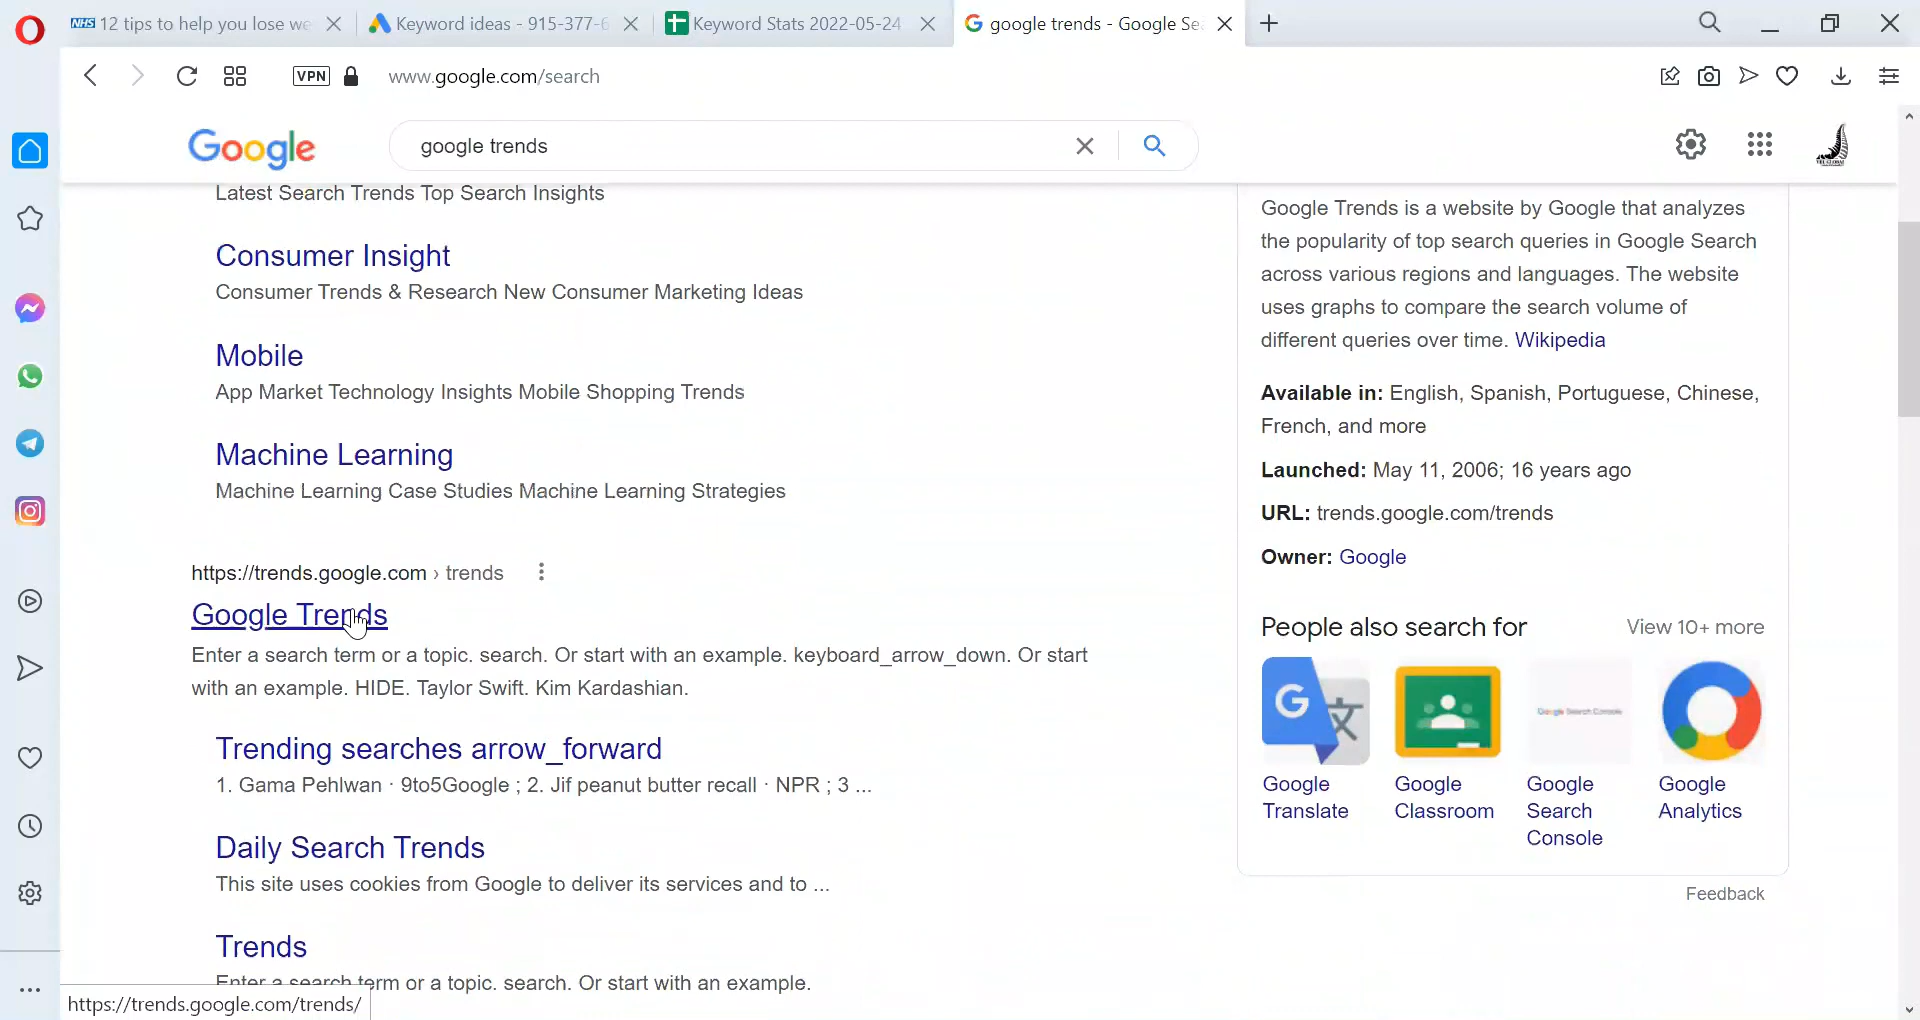 NHS 12 tips to help you lose we
Keyword ideas - 915-377-6
Keyword Stats 2022-05-24
google trends - Google Se
VPN
www.google.com/search
Google
google trends
Latest Search Trends Top Search Insights
Consumer Insight
Consumer Trends & Research New Consumer Marketing Ideas
Mobile
App Market Technology Insights Mobile Shopping Trends
Machine Learning
Machine Learning Case Studies Machine Learning Strategies
https://trends.google.com › trends
Google Trends
Enter a search term or a topic. search. Or start with an example. keyboard_arrow_down. Or start
with an example. HIDE. Taylor Swift. Kim Kardashian.
Trending searches arrow_forward
1. Gama Pehlwan · 9to5Google ; 2. Jif peanut butter recall · NPR ; 3 ...
Daily Search Trends
This site uses cookies from Google to deliver its services and to ...
Trends
Enter a search term or a topic. search. Or start with an example.
https://trends.google.com/trends/
Google Trends is a website by Google that analyzes
the popularity of top search queries in Google Search
across various regions and languages. The website
uses graphs to compare the search volume of
different queries over time. Wikipedia
Available in: English, Spanish, Portuguese, Chinese,
French, and more
Launched: May 11, 2006; 16 years ago
URL: trends.google.com/trends
Owner: Google
People also search for
View 10+ more
Google Search Console
Google
Translate
Google
Classroom
Google
Search
Console
Google
Analytics
Feedback